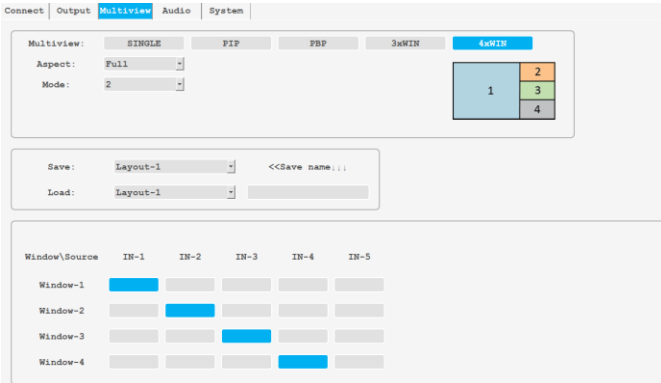 Connect Output Multiview Audio System
Multiview: SINGLE PIP PBP 3xWIN 4xWIN
Aspect: Full
Mode: 2
1 2 3 4
Save: Layout-1 <<Save name;;;
Load: Layout-1
Window\Source IN-1 IN-2 IN-3 IN-4 IN-5
Window-1
Window-2
Window-3
Window-4